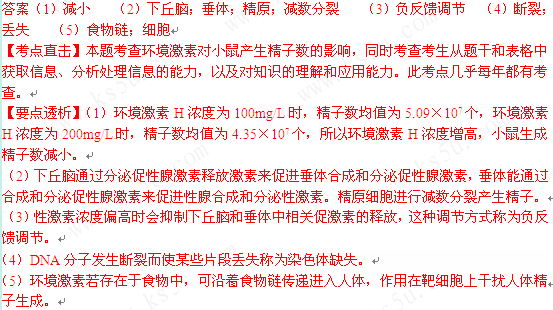 答案（1）减小　（2）下丘脑；垂体；精原；减数分裂　（3）负反馈调节　（4）断裂；
丢失　（5）食物链；细胞
【考点直击】本题考查环境激素对小鼠产生精子数的影响，同时考查考生从题干和表格中
获取信息、分析处理信息的能力，以及对知识的理解和应用能力。此考点几乎每年都有考
查。
【要点透析】（1）环境激素 H 浓度为 100mg/L 时，精子数均值为 5.09×10⁷个，环境激素
H 浓度为 200mg/L 时，精子数均值为 4.35×10⁷个，所以环境激素 H 浓度增高，小鼠生成
精子数减小。
（2）下丘脑通过分泌促性腺激素释放激素来促进垂体合成和分泌促性腺激素，垂体能通过
合成和分泌促性腺激素来促进性腺合成和分泌性激素。精原细胞进行减数分裂产生精子。
（3）性激素浓度偏高时会抑制下丘脑和垂体中相关促激素的释放，这种调节方式称为负反
馈调节。
（4）DNA 分子发生断裂而使某些片段丢失称为染色体缺失。
（5）环境激素若存在于食物中，可沿着食物链传递进入人体，作用在靶细胞上干扰人体精
子生成。